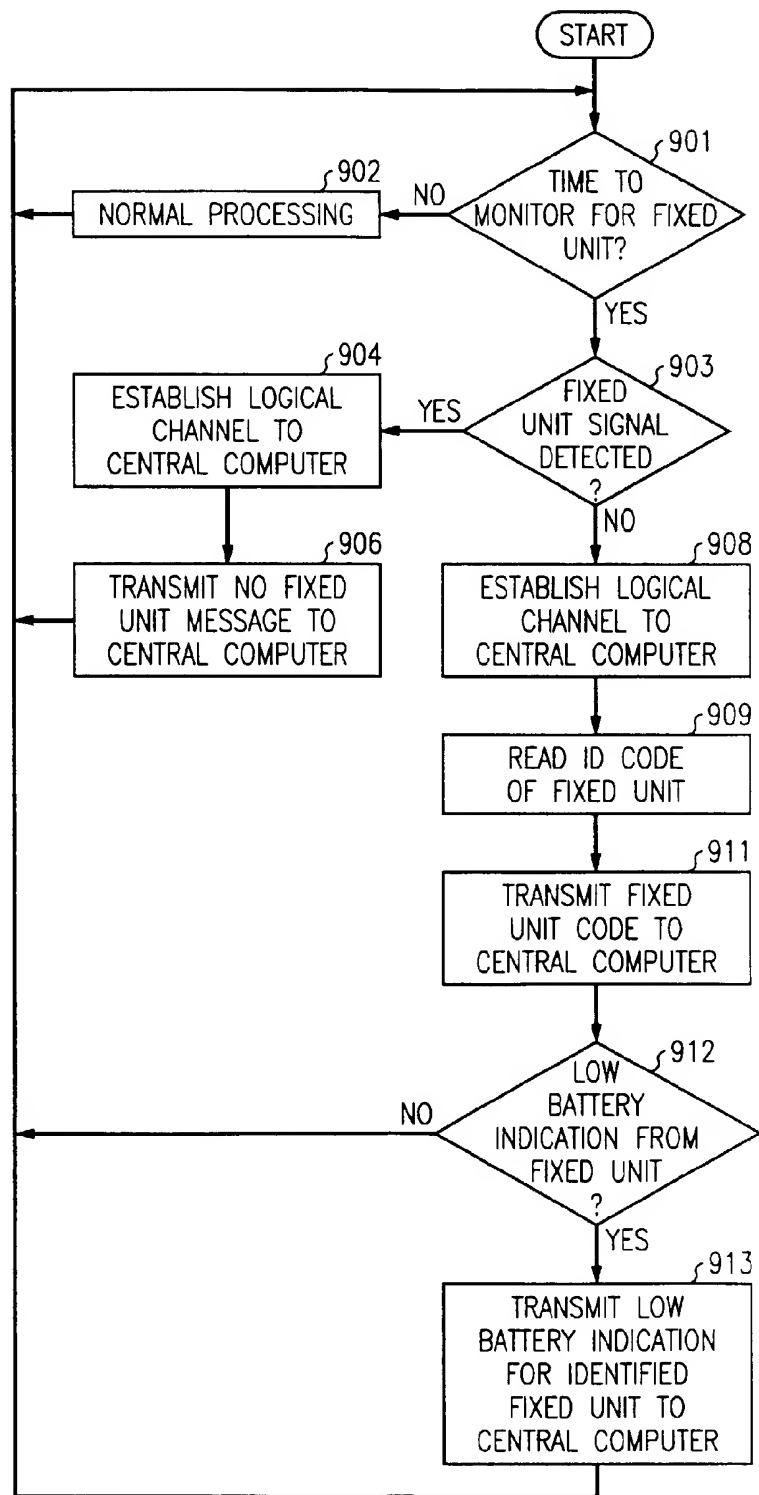 START
901
TIME TO
MONITOR FOR FIXED
UNIT?
NO
YES
902
NORMAL PROCESSING
903
FIXED
UNIT SIGNAL
DETECTED
?
YES
NO
904
ESTABLISH LOGICAL
CHANNEL TO
CENTRAL COMPUTER
906
TRANSMIT NO FIXED
UNIT MESSAGE TO
CENTRAL COMPUTER
908
ESTABLISH LOGICAL
CHANNEL TO
CENTRAL COMPUTER
909
READ ID CODE
OF FIXED UNIT
911
TRANSMIT FIXED
UNIT CODE TO
CENTRAL COMPUTER
912
LOW
BATTERY
INDICATION FROM
FIXED UNIT
?
NO
YES
913
TRANSMIT LOW
BATTERY INDICATION
FOR IDENTIFIED
FIXED UNIT TO
CENTRAL COMPUTER